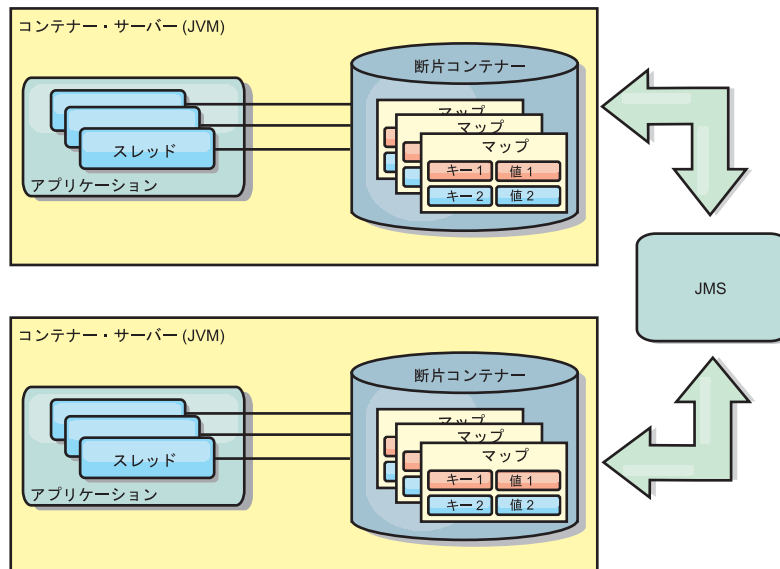 コンテナー・サーバー (JVM)
断片コンテナー
マップ
マップ
マップ
キー 1
値 1
キー 2
値 2
スレッド
アプリケーション
JMS
コンテナー・サーバー (JVM)
断片コンテナー
マップ
マップ
マップ
キー 1
値 1
キー 2
値 2
スレッド
アプリケーション